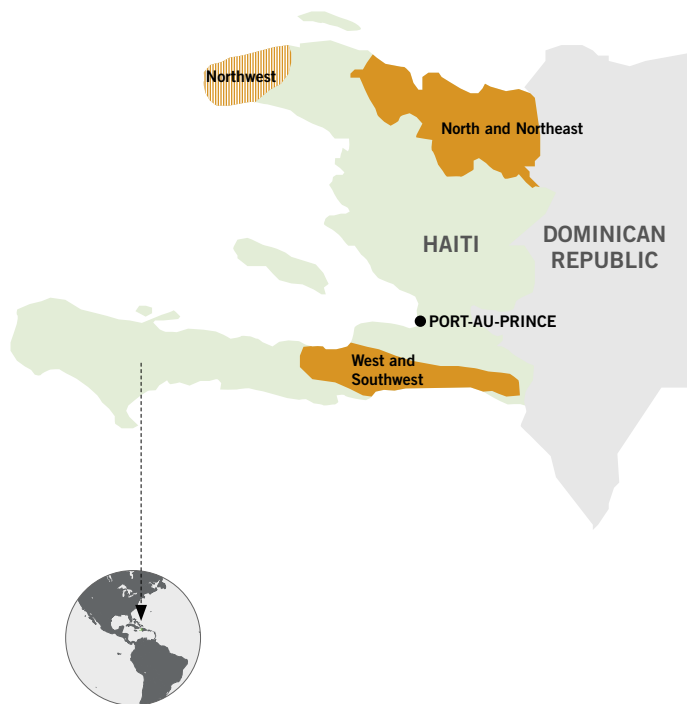 Northwest
North and Northeast
HAITI
DOMINICAN
REPUBLIC
PORT-AU-PRINCE
West and
Southwest